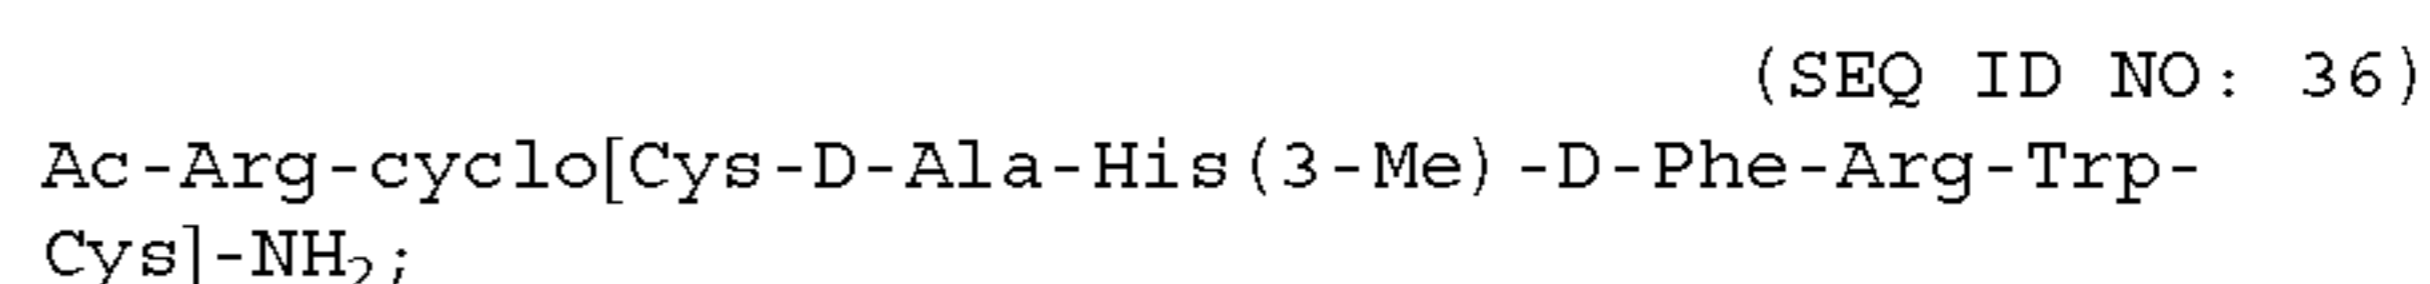 (SEQ ID NO: 36)
Ac-Arg-cyclo[Cys-D-Ala-His(3-Me)-D-Phe-Arg-Trp-
Cys]-NH₂;